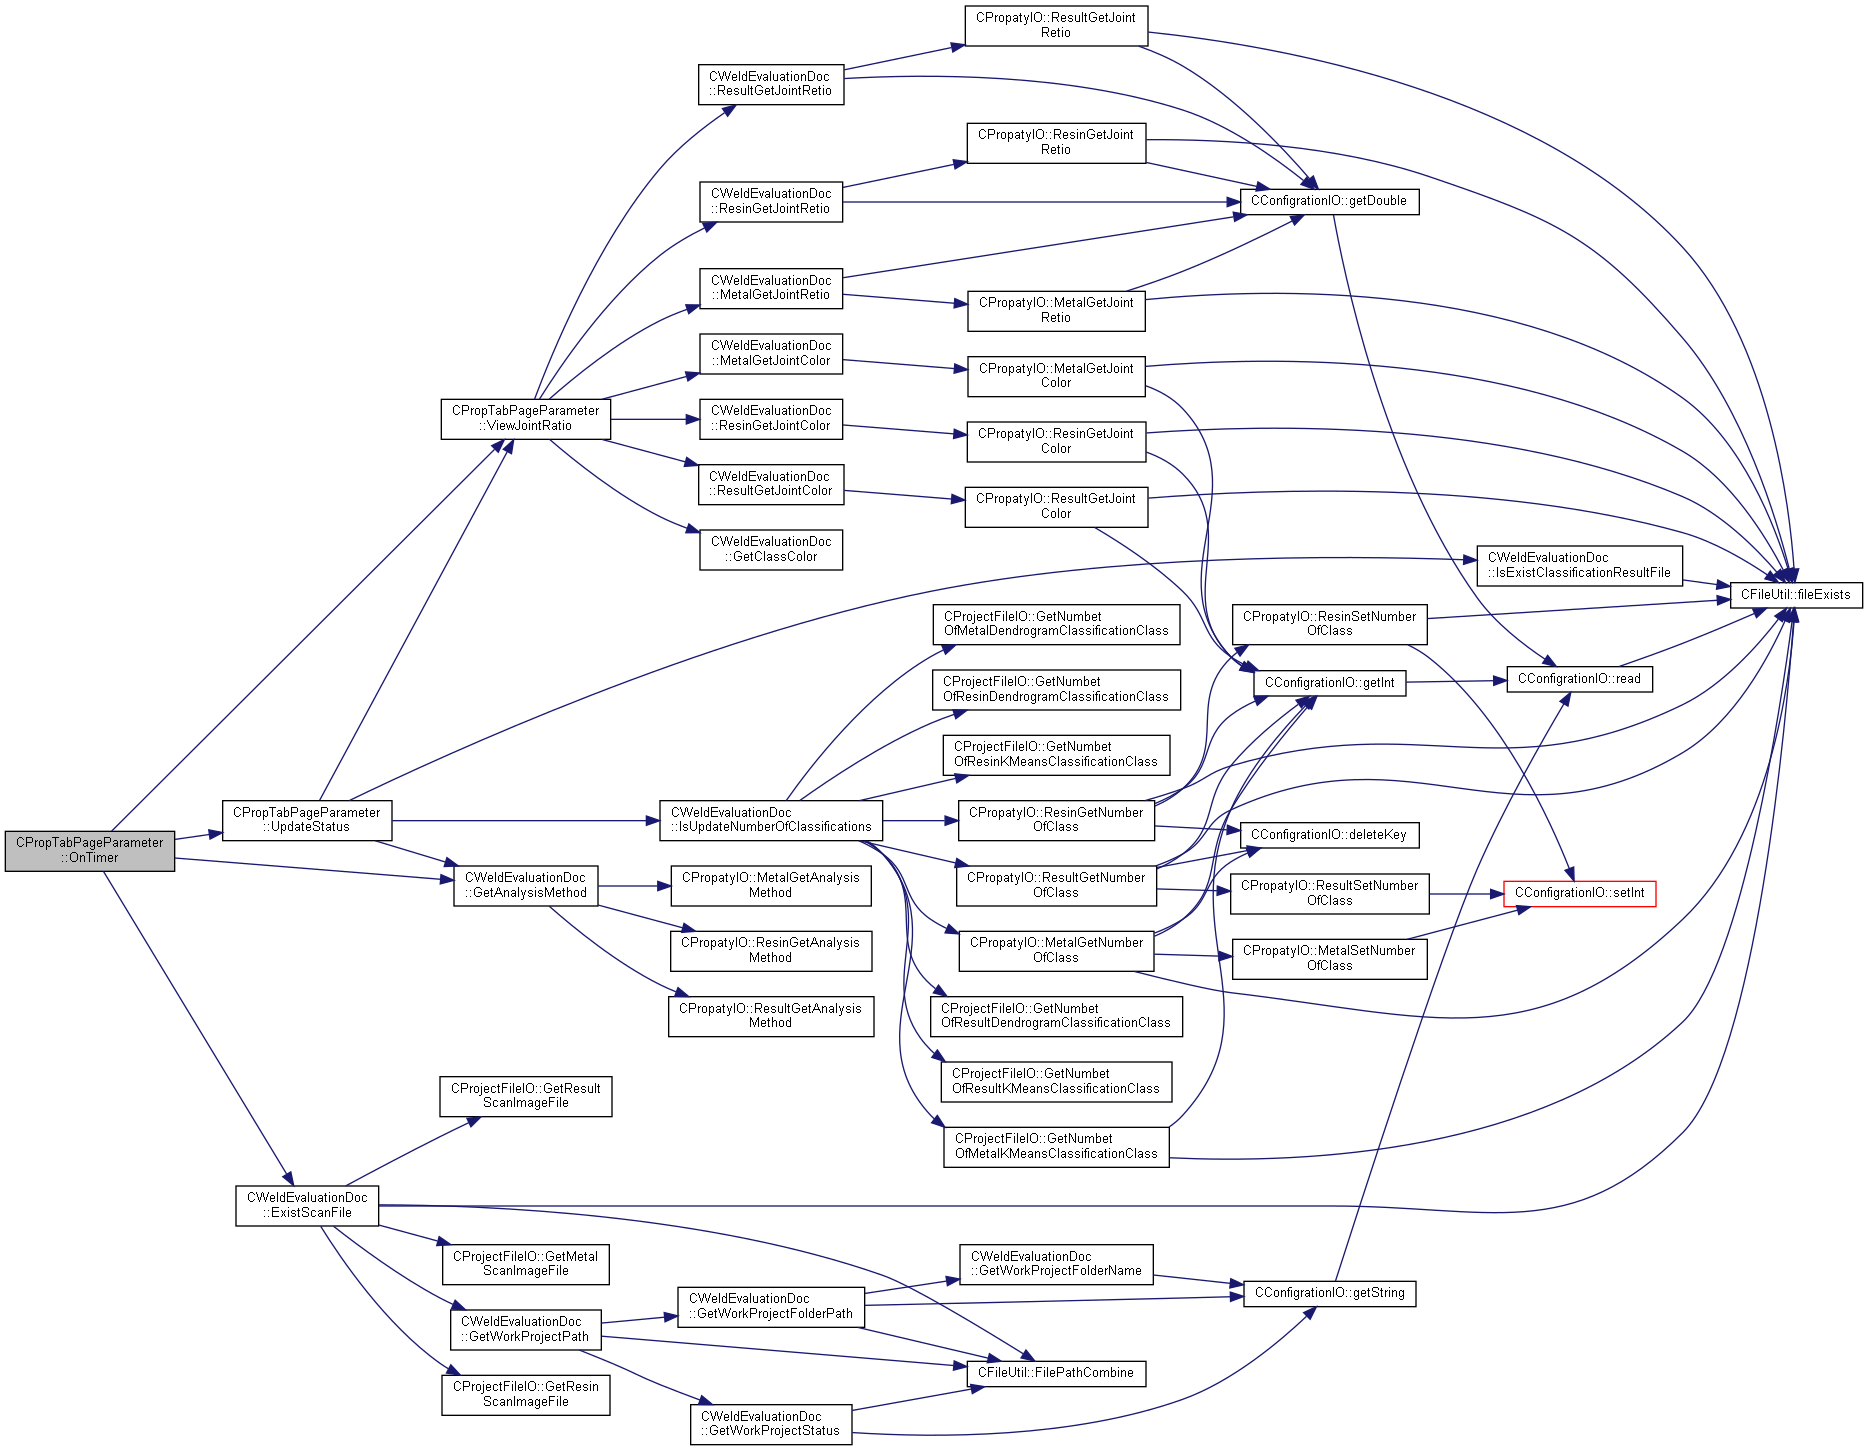 CPropTabPageParameter
::OnTimer
CPropTabPageParameter
::ViewJointRatio
CPropTabPageParameter
::UpdateStatus
CWeldEvaluationDoc
::GetAnalysisMethod
CWeldEvaluationDoc
::ExistScanFile
CProjectFileIO::GetResult
ScanImageFile
CProjectFileIO::GetMetal
ScanImageFile
CWeldEvaluationDoc
::GetWorkProjectPath
CProjectFileIO::GetResin
ScanImageFile
CWeldEvaluationDoc
::ResultGetJointRetio
CWeldEvaluationDoc
::ResinGetJointRetio
CWeldEvaluationDoc
::MetalGetJointRetio
CWeldEvaluationDoc
::MetalGetJointColor
CWeldEvaluationDoc
::ResinGetJointColor
CWeldEvaluationDoc
::ResultGetJointColor
CWeldEvaluationDoc
::GetClassColor
CWeldEvaluationDoc
::IsUpdateNumberOfClassifications
CPropatyIO::MetalGetAnalysis
Method
CPropatyIO::ResinGetAnalysis
Method
CPropatyIO::ResultGetAnalysis
Method
CWeldEvaluationDoc
::GetWorkProjectFolderPath
CWeldEvaluationDoc
::GetWorkProjectStatus
CPropatyIO::ResultGetJoint
Retio
CPropatyIO::ResinGetJoint
Retio
CPropatyIO::MetalGetJoint
Retio
CPropatyIO::MetalGetJoint
Color
CPropatyIO::ResinGetJoint
Color
CPropatyIO::ResultGetJoint
Color
CProjectFileIO::GetNumbet
OfMetalDendrogramClassificationClass
CProjectFileIO::GetNumbet
OfResinDendrogramClassificationClass
CProjectFileIO::GetNumbet
OfResinKMeansClassificationClass
CPropatyIO::ResinGetNumber
OfClass
CPropatyIO::ResultGetNumber
OfClass
CPropatyIO::MetalGetNumber
OfClass
CProjectFileIO::GetNumbet
OfResultDendrogramClassificationClass
CProjectFileIO::GetNumbet
OfResultKMeansClassificationClass
CProjectFileIO::GetNumbet
OfMetalKMeansClassificationClass
CWeldEvaluationDoc
::GetWorkProjectFolderName
CFileUtil::FilePathCombine
CConfigrationIO::getDouble
CPropatyIO::ResinSetNumber
OfClass
CConfigrationIO::getInt
CConfigrationIO::deleteKey
CPropatyIO::ResultSetNumber
OfClass
CPropatyIO::MetalSetNumber
OfClass
CConfigrationIO::getString
CWeldEvaluationDoc
::IsExistClassificationResultFile
CConfigrationIO::read
CConfigrationIO::setInt
CFileUtil::fileExists